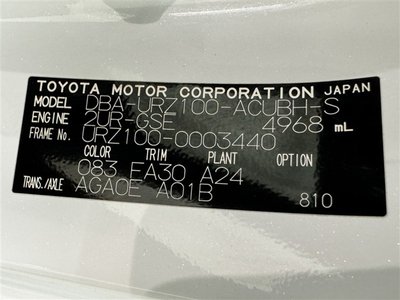 TOYOTA MOTOR CORPORATION JAPAN
MODEL DBA-URZ100-ACUBH-S
ENGINE 2UR-GSE 4968 mL
FRAME No. URZ100-0003440
COLOR TRIM PLANT OPTION
083 EA30 A24
TRANS./AXLE AGA0E A01B 810